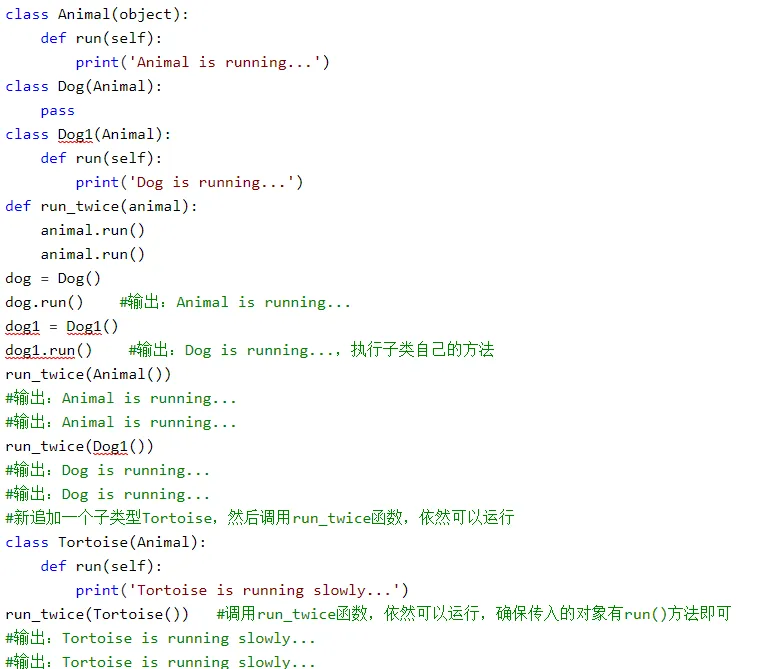 class Animal(object):
    def run(self):
        print('Animal is running...')
class Dog(Animal):
    pass
class Dog1(Animal):
    def run(self):
        print('Dog is running...')
def run_twice(animal):
    animal.run()
    animal.run()
dog = Dog()
dog.run()    #输出：Animal is running...
dog1 = Dog1()
dog1.run()    #输出：Dog is running...，执行子类自己的方法
run_twice(Animal())
#输出：Animal is running...
#输出：Animal is running...
run_twice(Dog1())
#输出：Dog is running...
#输出：Dog is running...
#新追加一个子类型Tortoise，然后调用run_twice函数，依然可以运行
class Tortoise(Animal):
    def run(self):
        print('Tortoise is running slowly...')
run_twice(Tortoise())   #调用run_twice函数，依然可以运行，确保传入的对象有run()方法即可
#输出：Tortoise is running slowly...
#输出：Tortoise is running slowly...